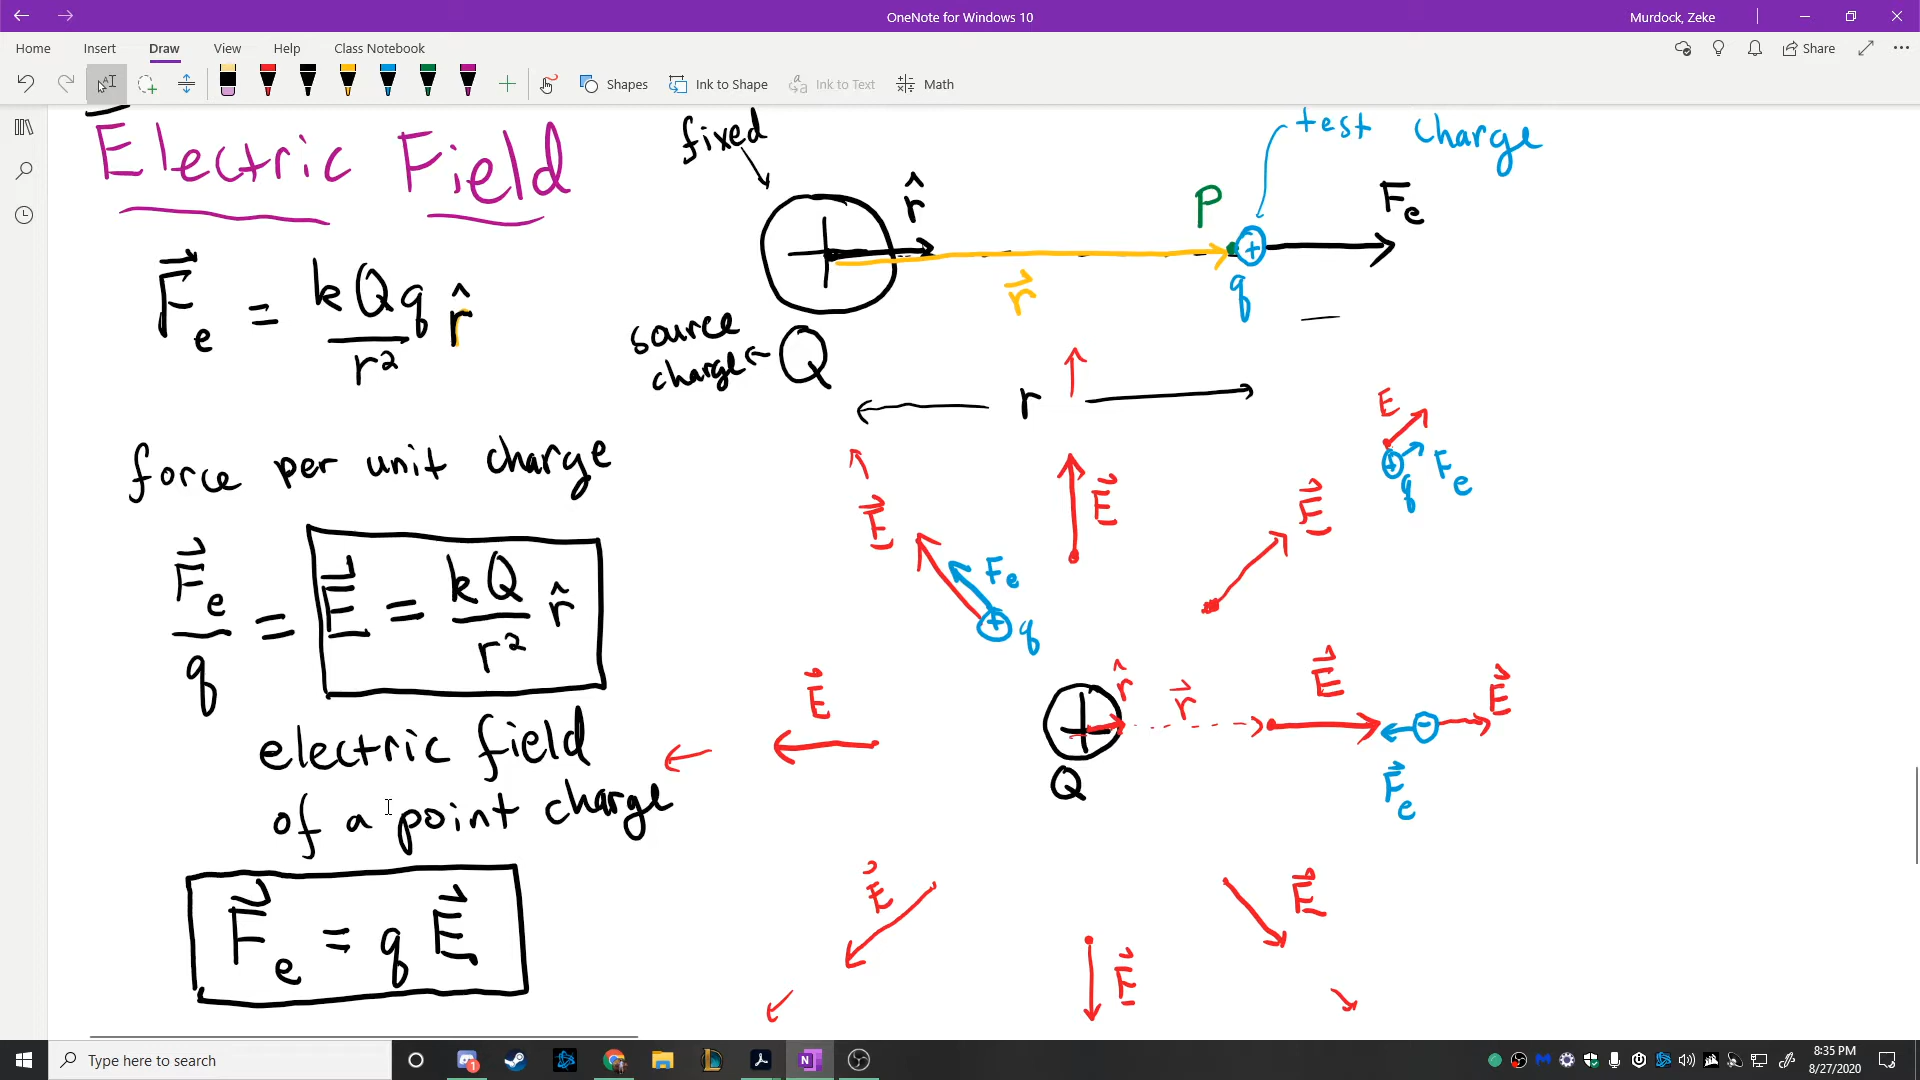 OneNote for Windows 10
Murdock, Zeke
Home Insert Draw View Help Class Notebook
Share
Shapes Ink to Shape Ink to Text Math
Electric Field
F⃗e = kQq/r² r̂
force per unit charge
F⃗e/q = E⃗ = kQ/r² r̂
electric field
of a point charge
F⃗e = q E⃗
fixed
r̂
P
test charge
Fe
+
+
r⃗
q
source
charge
Q
r
E
+
q
Fe
E⃗
E⃗
E⃗
Fe
+
q
E⃗
+
r̂
r⃗
E⃗
-
E⃗
Q
F⃗e
E⃗
E⃗
E⃗
Type here to search
1
N
8:35 PM
8/27/2020